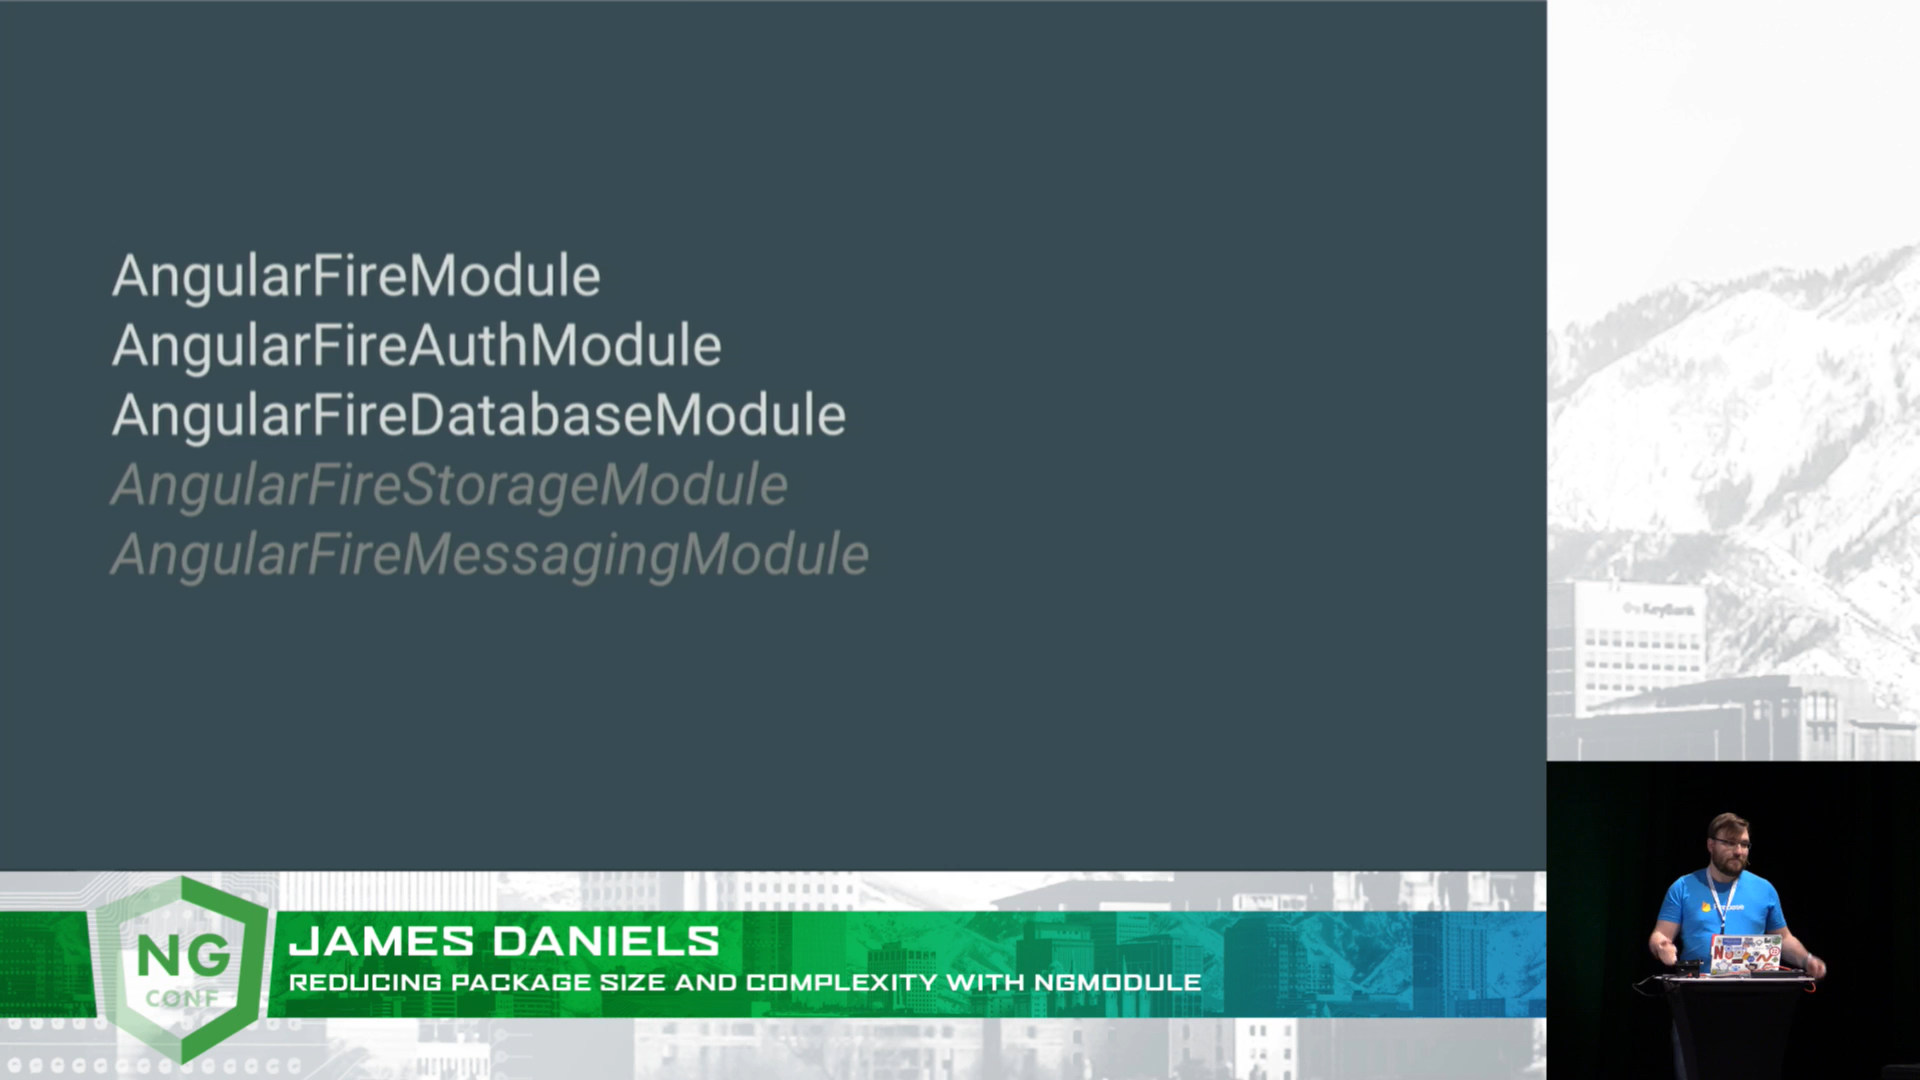 AngularFireModule
AngularFireAuthModule
AngularFireDatabaseModule
AngularFireStorageModule
AngularFireMessagingModule
KeyBank
NG
CONF
JAMES DANIELS
REDUCING PACKAGE SIZE AND COMPLEXITY WITH NGMODULE